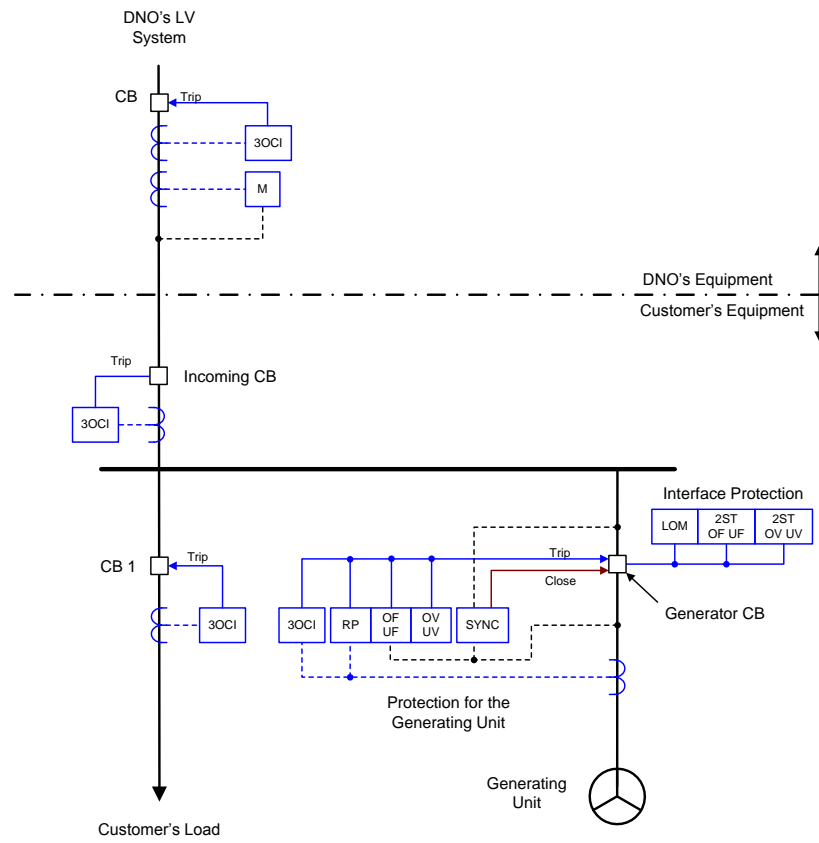 DNO's LV
System
CB
Trip
3OCI
M
DNO's Equipment
Customer's Equipment
Trip
Incoming CB
3OCI
Interface Protection
LOM
2ST
OF UF
2ST
OV UV
CB 1
Trip
3OCI
Trip
Close
Generator CB
3OCI
RP
OF
UF
OV
UV
SYNC
Protection for the
Generating Unit
Generating
Unit
Customer's Load